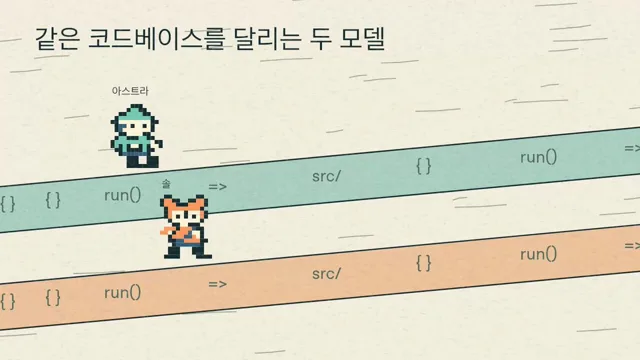 같은 코드베이스를 달리는 두 모델
아스트라
{} {} run() => src/ {} run() =>
솔
{} {} run() => src/ {} run() =>